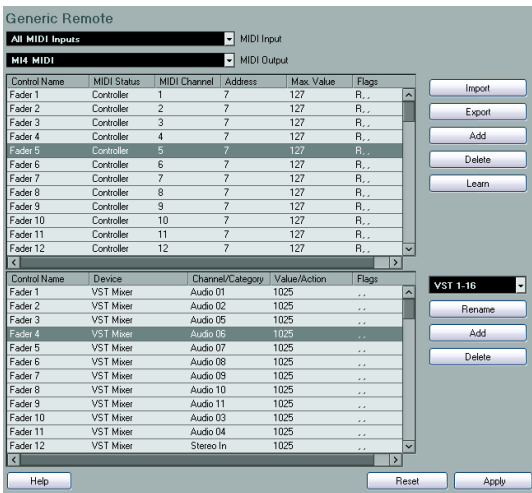 Generic Remote
All MIDI Inputs MIDI Input
MI4 MIDI MIDI Output
Control Name MIDI Status MIDI Channel Address Max. Value Flags
Fader 1 Controller 1 7 127 R, ,
Fader 2 Controller 2 7 127 R, ,
Fader 3 Controller 3 7 127 R, ,
Fader 4 Controller 4 7 127 R, ,
Fader 5 Controller 5 7 127 R, ,
Fader 6 Controller 6 7 127 R, ,
Fader 7 Controller 7 7 127 R, ,
Fader 8 Controller 8 7 127 R, ,
Fader 9 Controller 9 7 127 R, ,
Fader 10 Controller 10 7 127 R, ,
Fader 11 Controller 11 7 127 R, ,
Fader 12 Controller 12 7 127 R, ,
Import
Export
Add
Delete
Learn
Control Name Device Channel/Category Value/Action Flags
Fader 1 VST Mixer Audio 01 1025 , ,
Fader 2 VST Mixer Audio 02 1025 , ,
Fader 3 VST Mixer Audio 05 1025 , ,
Fader 4 VST Mixer Audio 06 1025 , ,
Fader 5 VST Mixer Audio 07 1025 , ,
Fader 6 VST Mixer Audio 08 1025 , ,
Fader 7 VST Mixer Audio 09 1025 , ,
Fader 8 VST Mixer Audio 10 1025 , ,
Fader 9 VST Mixer Audio 11 1025 , ,
Fader 10 VST Mixer Audio 03 1025 , ,
Fader 11 VST Mixer Audio 04 1025 , ,
Fader 12 VST Mixer Stereo In 1025 , ,
VST 1-16
Rename
Add
Delete
Help Reset Apply